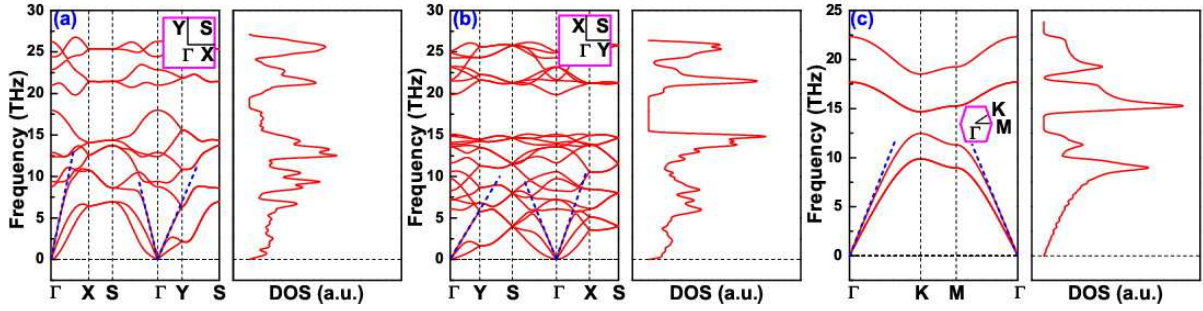 (a)
Y S
Γ X
Frequency (THz)
30
25
20
15
10
5
0
Γ X S Γ Y S
DOS (a.u.)
(b)
X S
Γ Y
Frequency (THz)
30
25
20
15
10
5
0
Γ Y S Γ X S
DOS (a.u.)
(c)
K
Γ M
Frequency (THz)
25
20
15
10
5
0
Γ K M Γ
DOS (a.u.)